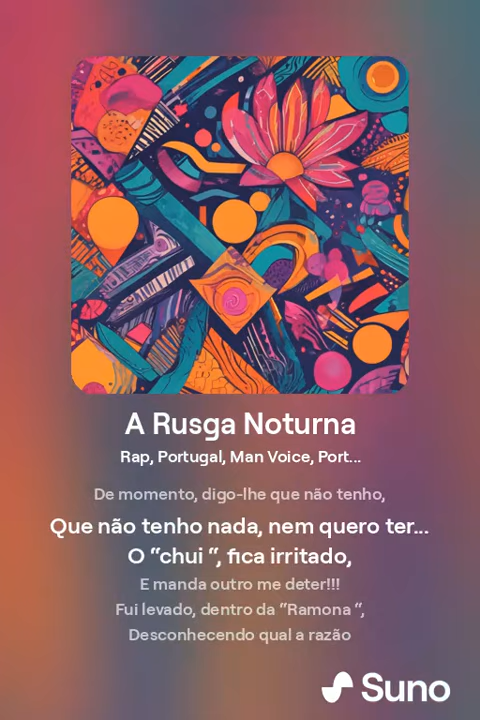 A Rusga Noturna
Rap, Portugal, Man Voice, Port...
De momento, digo-lhe que não tenho,
Que não tenho nada, nem quero ter...
O “chui “, fica irritado,
E manda outro me deter!!!
Fui levado, dentro da “Ramona “,
Desconhecendo qual a razão
Suno